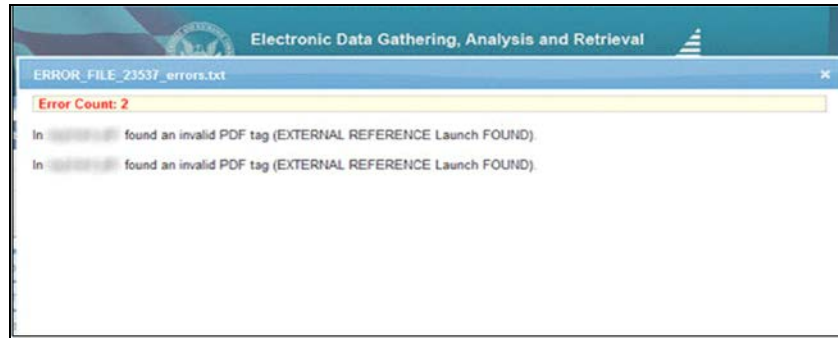 Electronic Data Gathering, Analysis and Retrieval
ERROR_FILE_23537_errors.txt
Error Count: 2
In found an invalid PDF tag (EXTERNAL REFERENCE Launch FOUND).
In found an invalid PDF tag (EXTERNAL REFERENCE Launch FOUND).